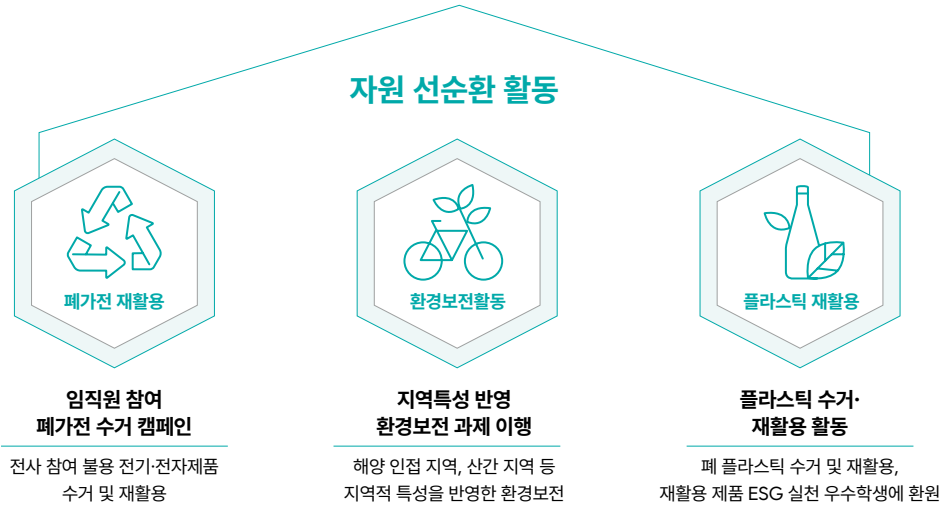 자원 선순환 활동
폐가전 재활용
환경보전활동
플라스틱 재활용
임직원 참여
폐가전 수거 캠페인
전사 참여 불용 전기·전자제품
수거 및 재활용
지역특성 반영
환경보전 과제 이행
해양 인접 지역, 산간 지역 등
지역적 특성을 반영한 환경보전
플라스틱 수거·
재활용 활동
폐 플라스틱 수거 및 재활용,
재활용 제품 ESG 실천 우수학생에 환원